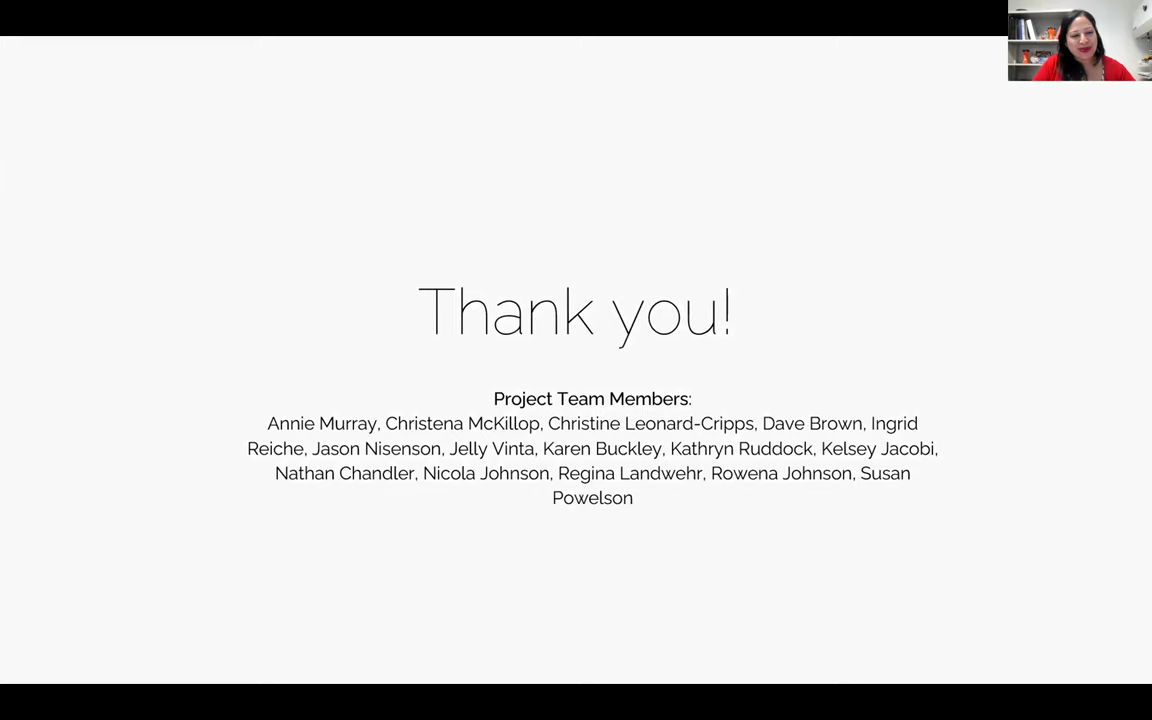 Thank you!
Project Team Members:
Annie Murray, Christena McKillop, Christine Leonard-Cripps, Dave Brown, Ingrid
Reiche, Jason Nisenson, Jelly Vinta, Karen Buckley, Kathryn Ruddock, Kelsey Jacobi,
Nathan Chandler, Nicola Johnson, Regina Landwehr, Rowena Johnson, Susan
Powelson